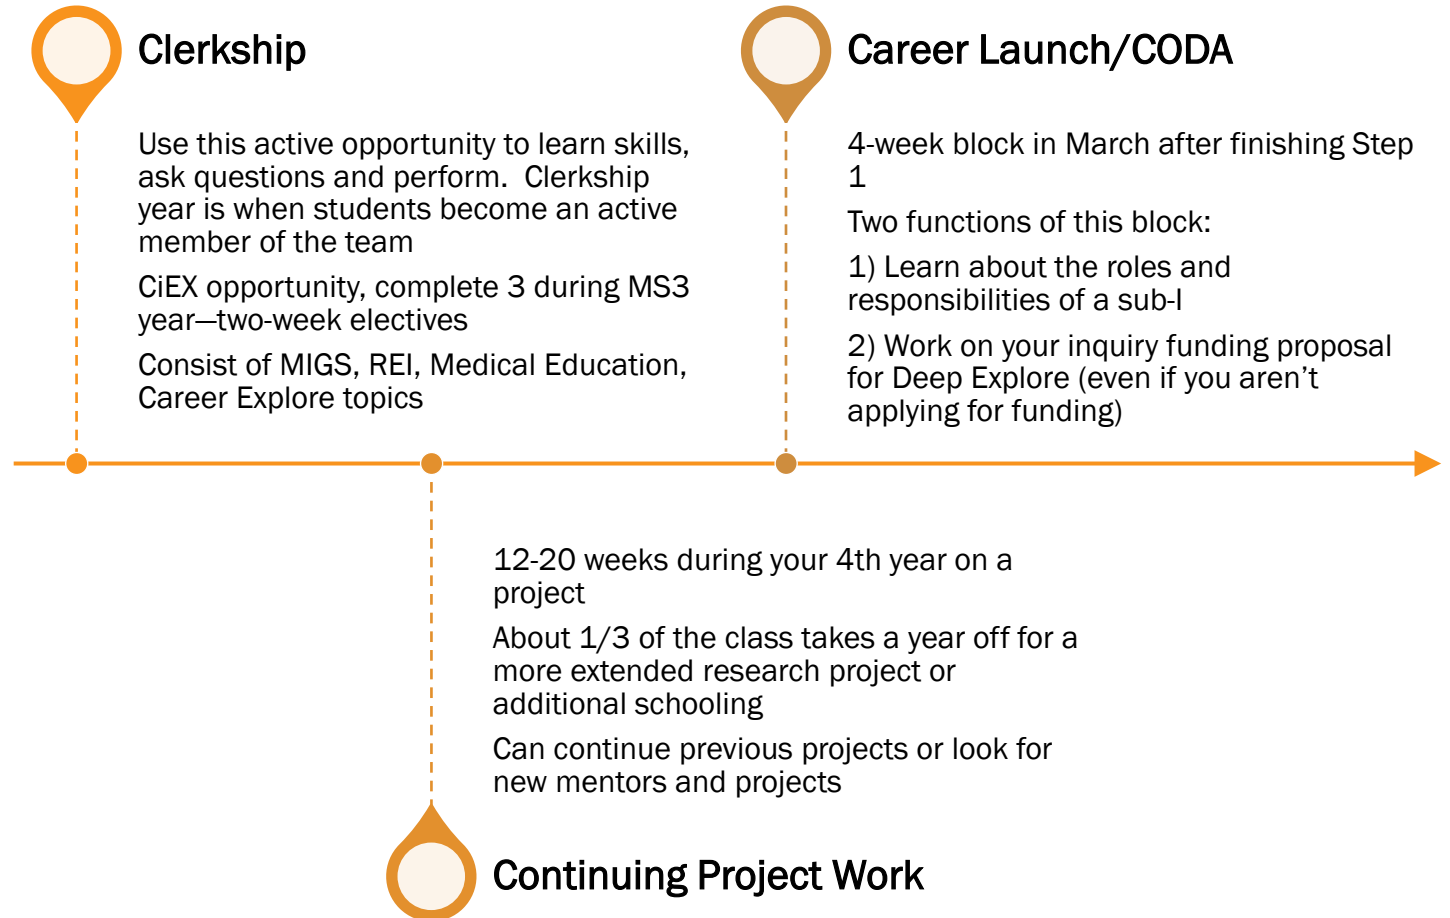 Clerkship
Use this active opportunity to learn skills,
ask questions and perform.  Clerkship
year is when students become an active
member of the team
CiEX opportunity, complete 3 during MS3
year—two-week electives
Consist of MIGS, REI, Medical Education,
Career Explore topics
12-20 weeks during your 4th year on a
project
About 1/3 of the class takes a year off for a
more extended research project or
additional schooling
Can continue previous projects or look for
new mentors and projects
Continuing Project Work
Career Launch/CODA
4-week block in March after finishing Step
1
Two functions of this block:
1) Learn about the roles and
responsibilities of a sub-I
2) Work on your inquiry funding proposal
for Deep Explore (even if you aren’t
applying for funding)